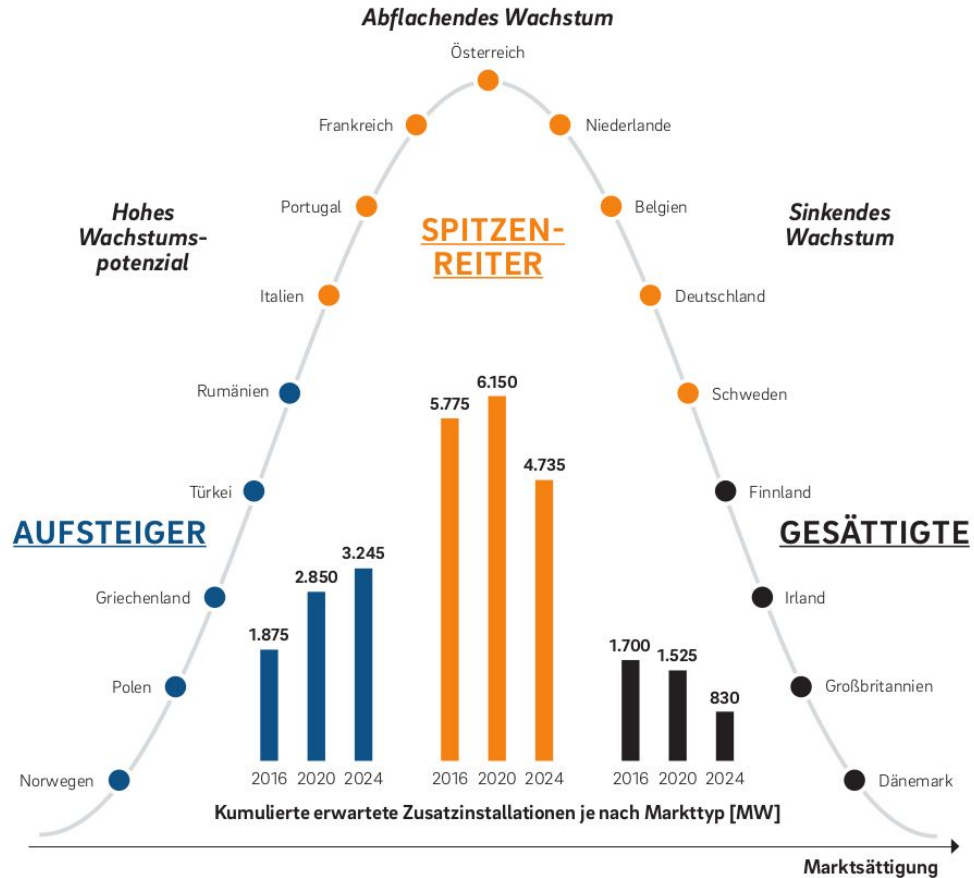 Abflachendes Wachstum
Österreich
Frankreich
Niederlande
Portugal
Belgien
Hohes
Wachstums-
potenzial
SPITZEN-
REITER
Sinkendes
Wachstum
Italien
Deutschland
Rumänien
Schweden
6.150
5.775
4.735
Türkei
Finnland
AUFSTEIGER
GESÄTTIGTE
3.245
2.850
1.875
Griechenland
Irland
1.700
1.525
830
Polen
Großbritannien
Norwegen
Dänemark
2016 2020 2024
2016 2020 2024
2016 2020 2024
Kumulierte erwartete Zusatzinstallationen je nach Markttyp [MW]
Marktsättigung